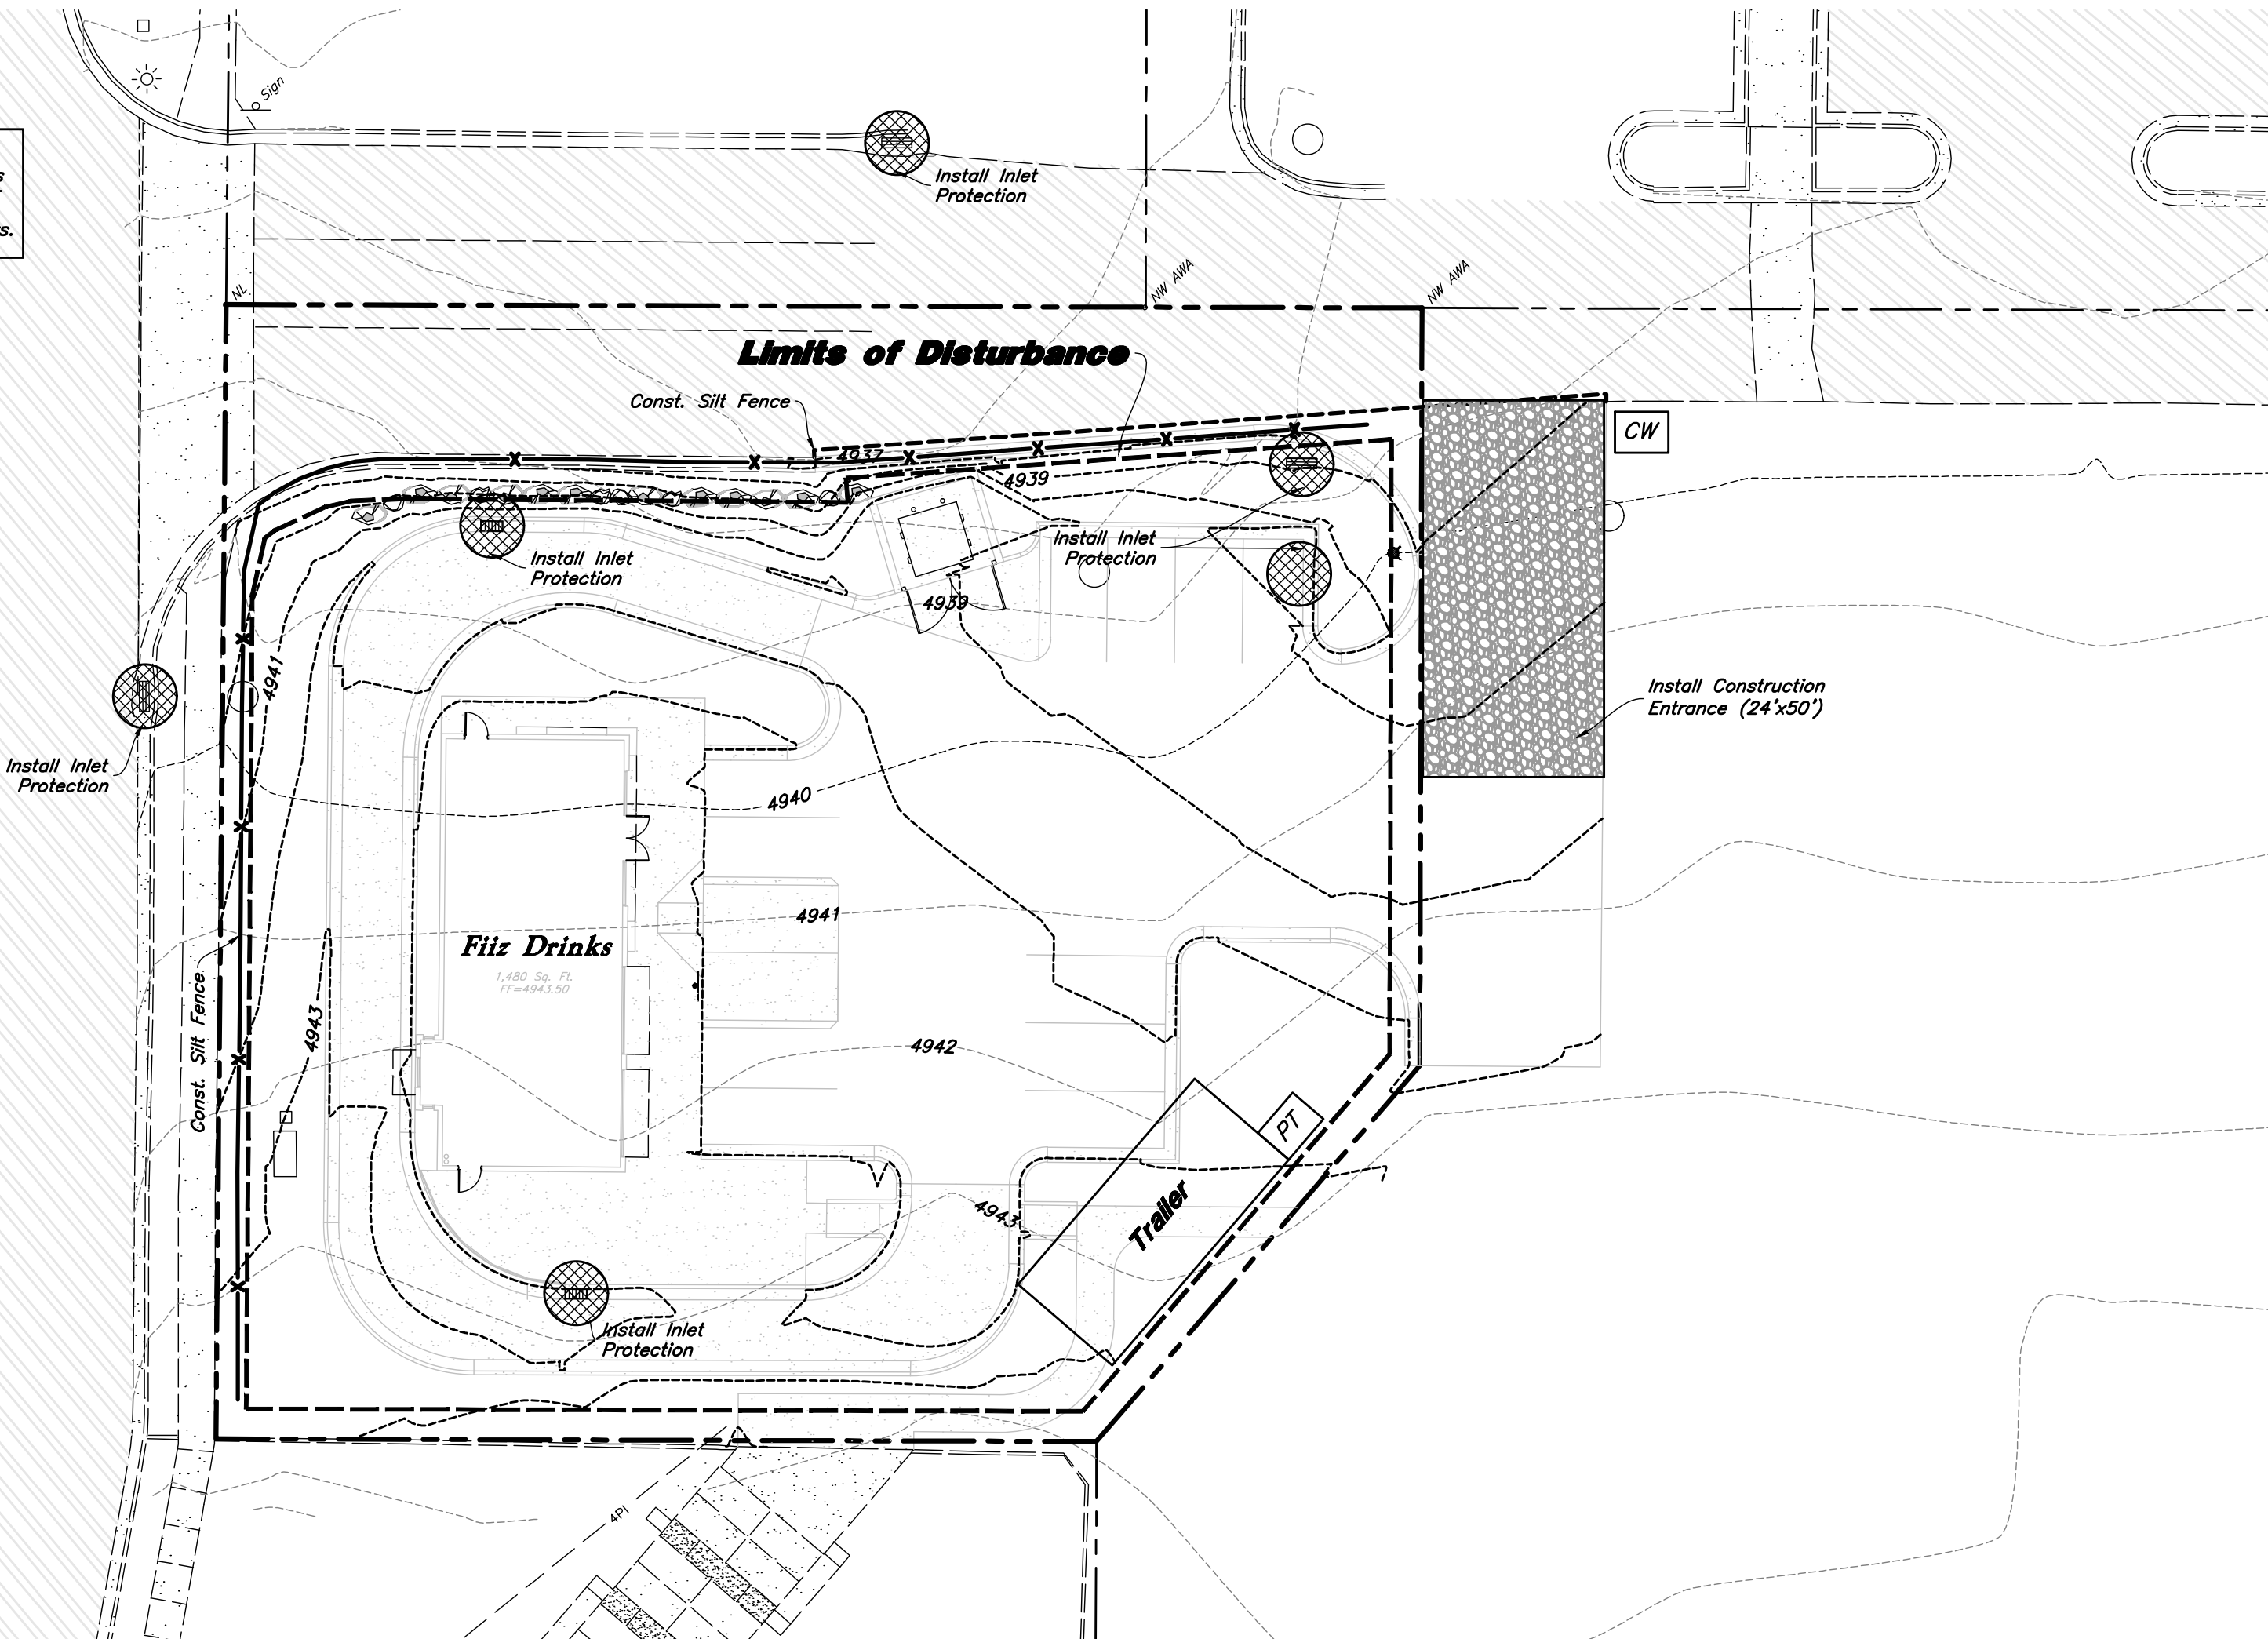 Sign
Install Inlet
Protection
s.
NL
NW AWA
NW AWA
Limits of Disturbance
Const. Silt Fence
CW
4937
4939
Install Inlet
Protection
Install Inlet
Protection
4939
4941
Install Construction
Entrance (24'x50')
Install Inlet
Protection
4940
4941
Fiiz Drinks
1,480 Sq. Ft.
FF=4943.50
Const. Silt Fence
4943
4942
PT
Trailer
4943
Install Inlet
Protection
4PI